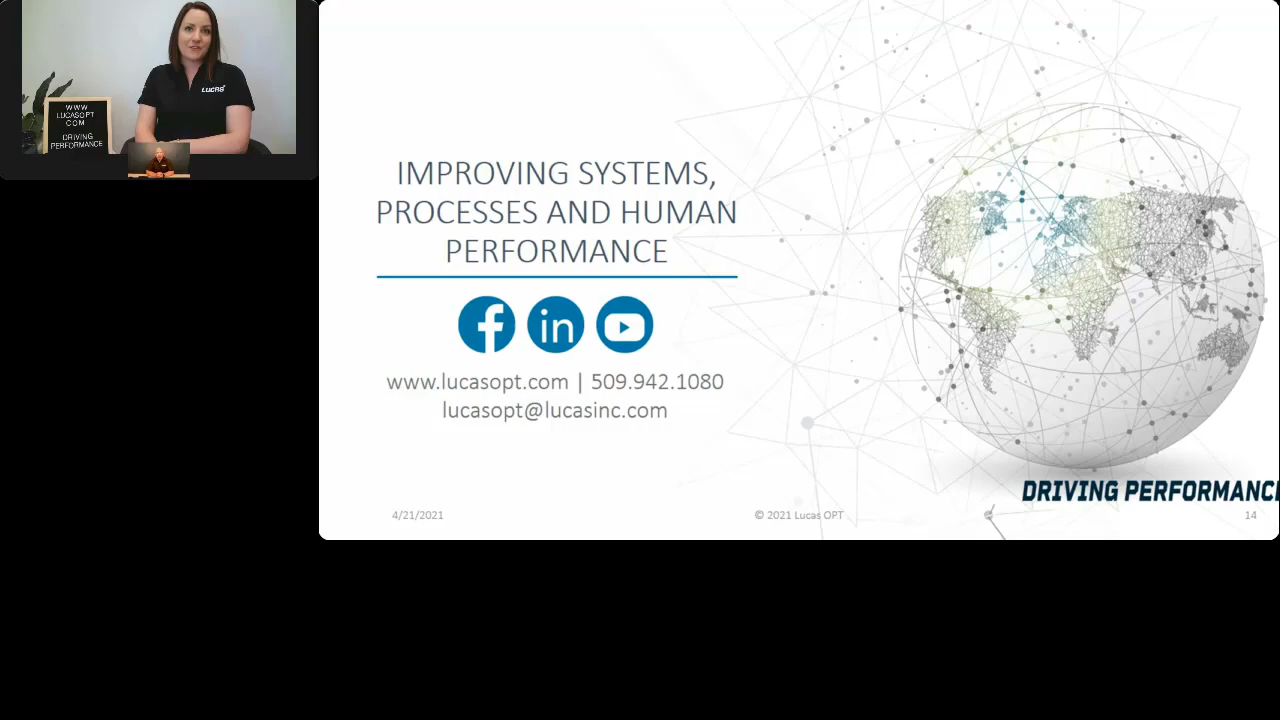 LUCAS
WWW
LUCASOPT
COM
DRIVING
PERFORMANCE
IMPROVING SYSTEMS,
PROCESSES AND HUMAN
PERFORMANCE
in
www.lucasopt.com | 509.942.1080
lucasopt@lucasinc.com
DRIVING PERFORMANC
4/21/2021
© 2021 Lucas OPT
14